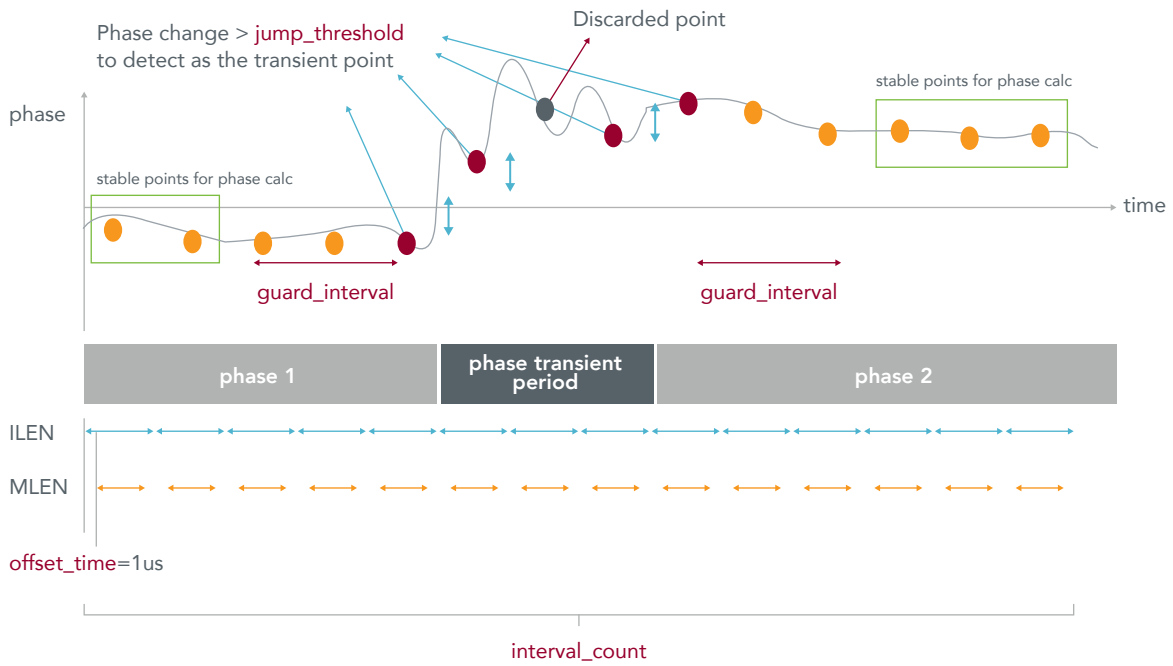 Phase change > jump_threshold
to detect as the transient point
Discarded point
stable points for phase calc
phase
stable points for phase calc
time
guard_interval
guard_interval
phase 1
phase transient
period
phase 2
ILEN
MLEN
offset_time=1us
interval_count